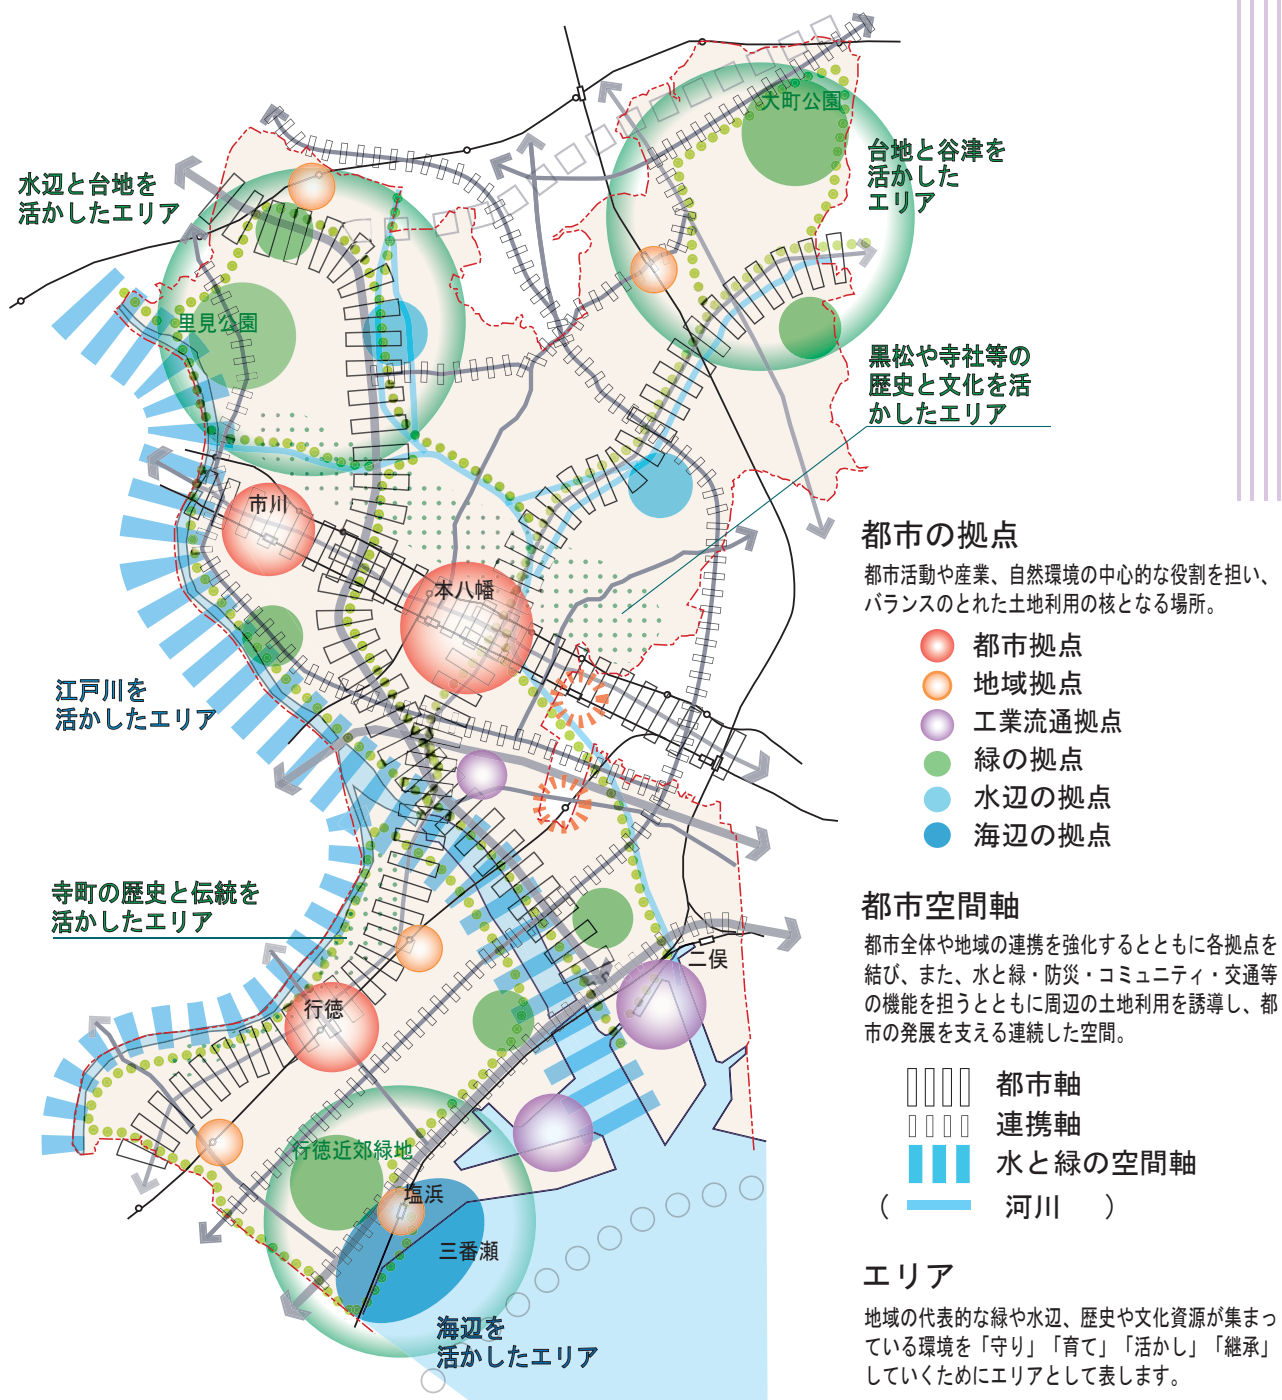 大町公園
台地と谷津を
活かした
エリア
水辺と台地を
活かしたエリア
里見公園
黒松や寺社等の
歴史と文化を活
かしたエリア
市川
本八幡
江戸川を
活かしたエリア
寺町の歴史と伝統を
活かしたエリア
二俣
行徳
行徳近郊緑地
塩浜
三番瀬
海辺を
活かしたエリア
都市の拠点
都市活動や産業、自然環境の中心的な役割を担い、
バランスのとれた土地利用の核となる場所。
都市拠点
地域拠点
工業流通拠点
緑の拠点
水辺の拠点
海辺の拠点
都市空間軸
都市全体や地域の連携を強化するとともに各拠点を
結び、また、水と緑・防災・コミュニティ・交通等
の機能を担うとともに周辺の土地利用を誘導し、都
市の発展を支える連続した空間。
都市軸
連携軸
水と緑の空間軸
（ 河川 ）
エリア
地域の代表的な緑や水辺、歴史や文化資源が集まっ
ている環境を「守り」「育て」「活かし」「継承」
していくためにエリアとして表します。